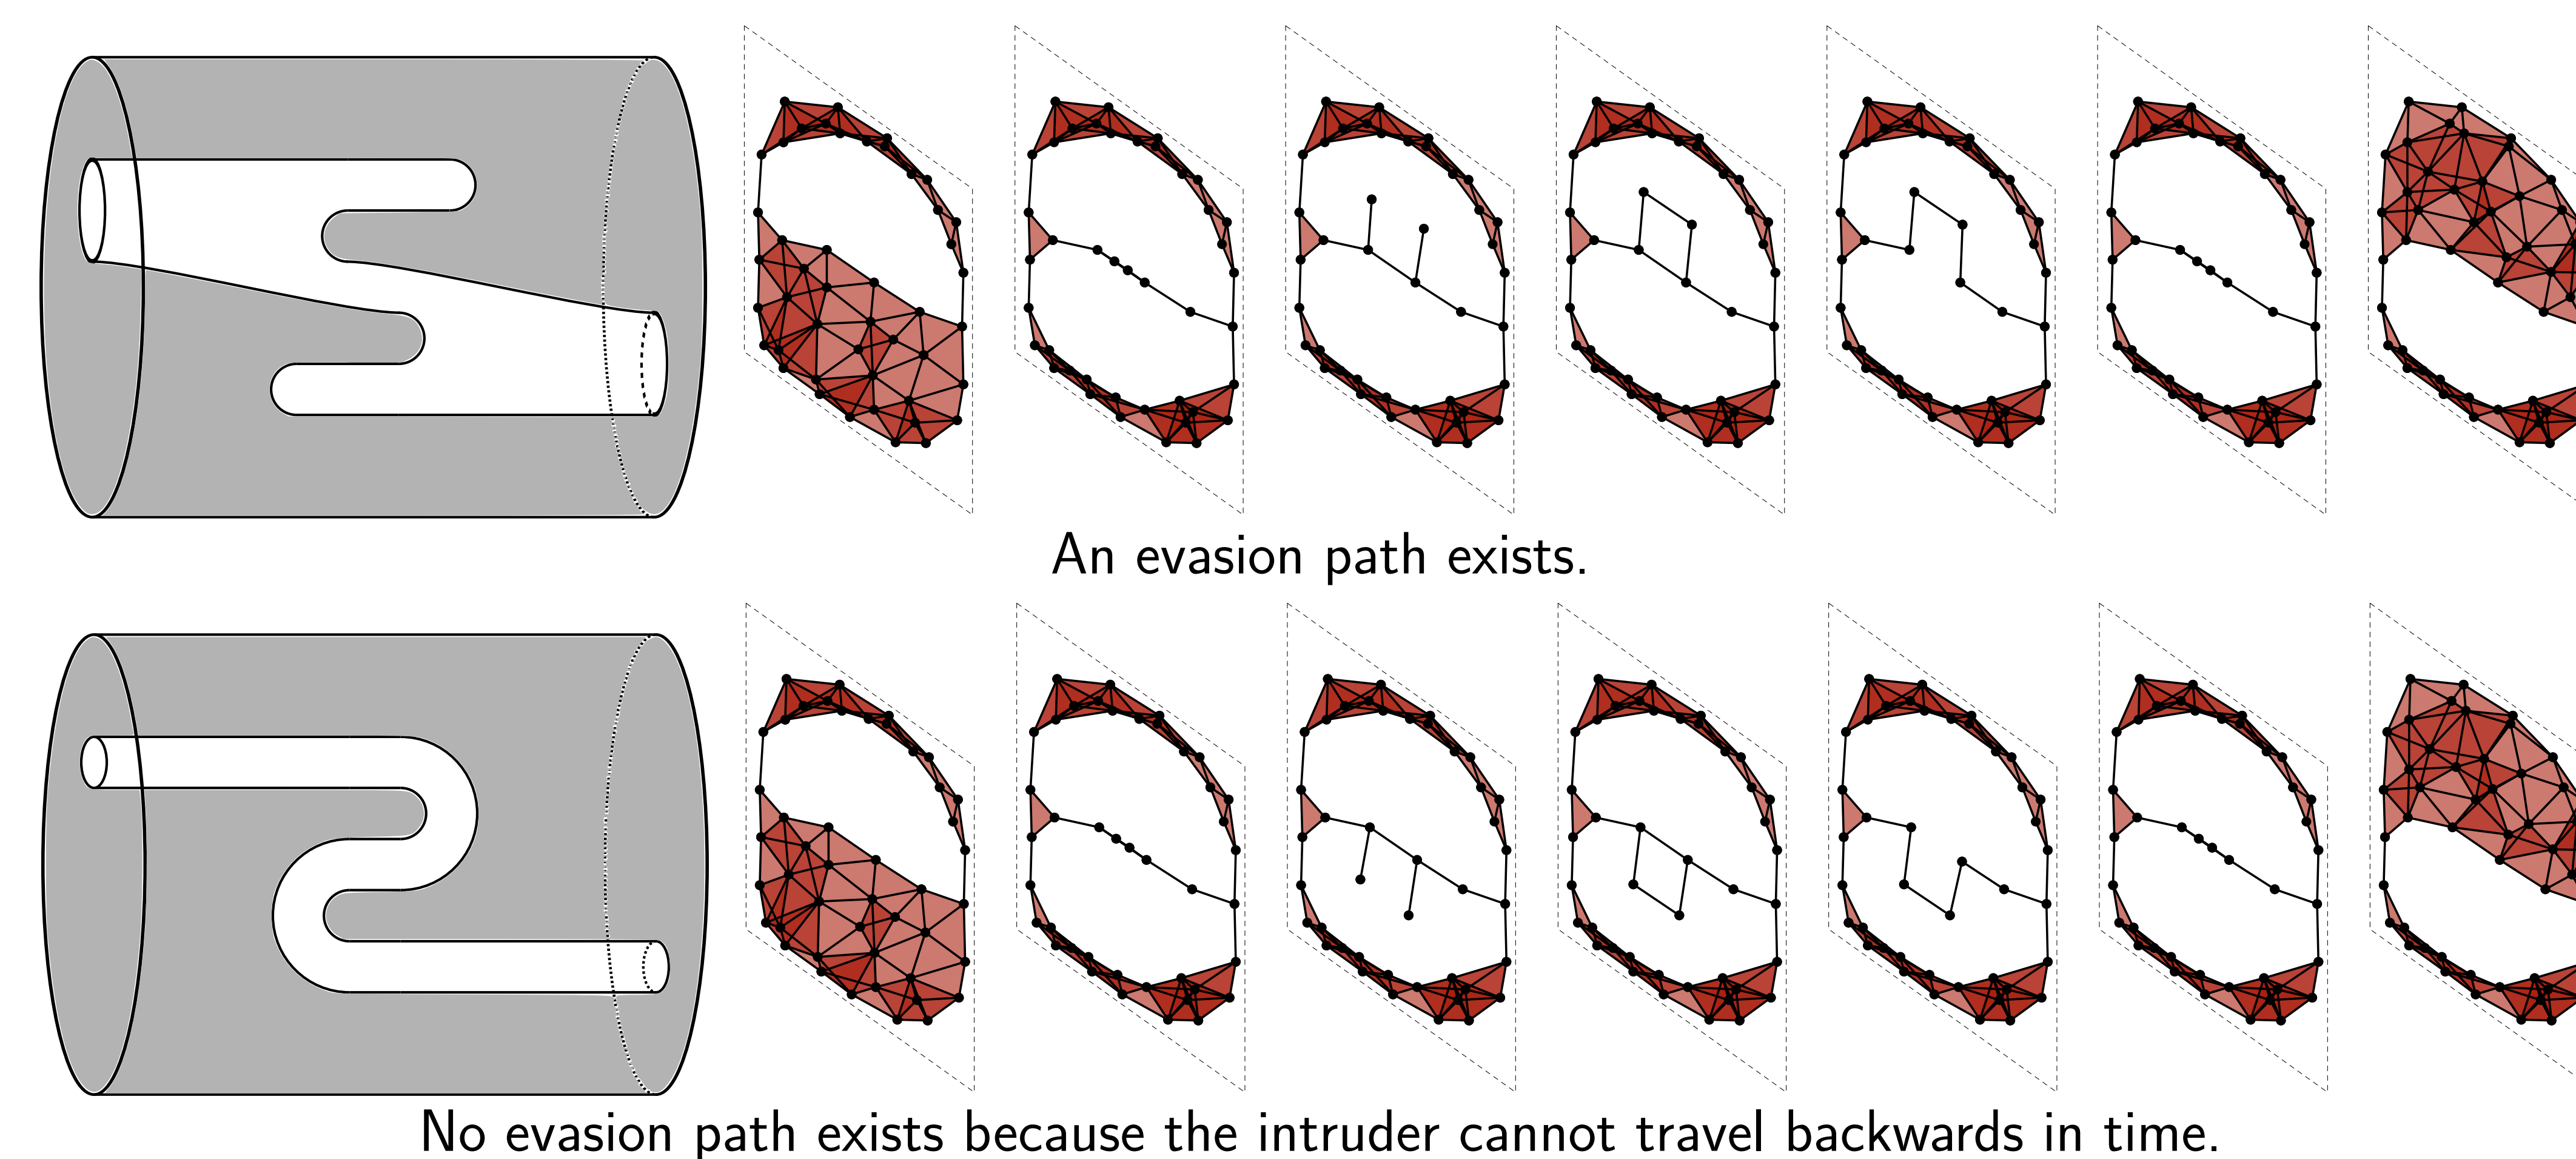 An evasion path exists.
No evasion path exists because the intruder cannot travel backwards in time.